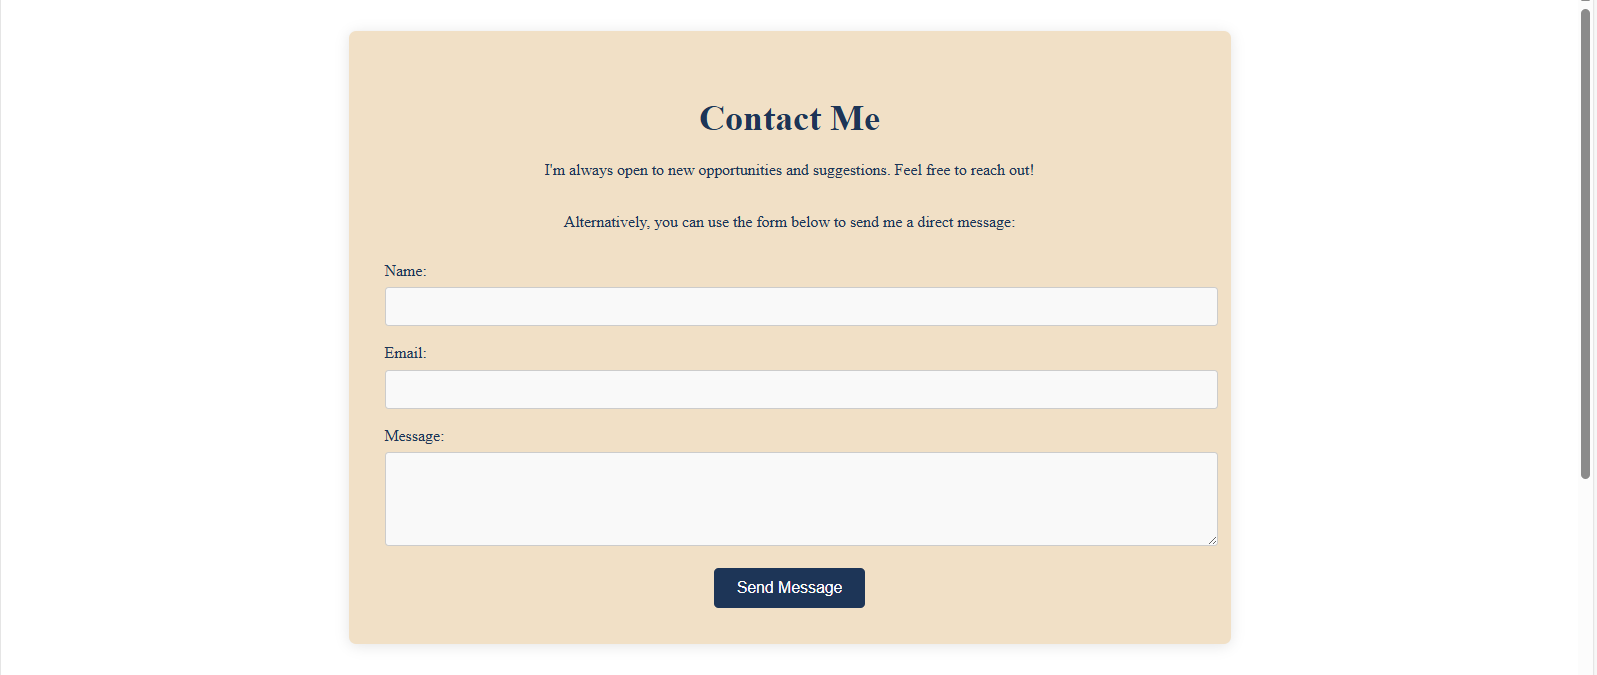 Contact Me
I'm always open to new opportunities and suggestions. Feel free to reach out!
Alternatively, you can use the form below to send me a direct message:
Name:
Email:
Message:
Send Message